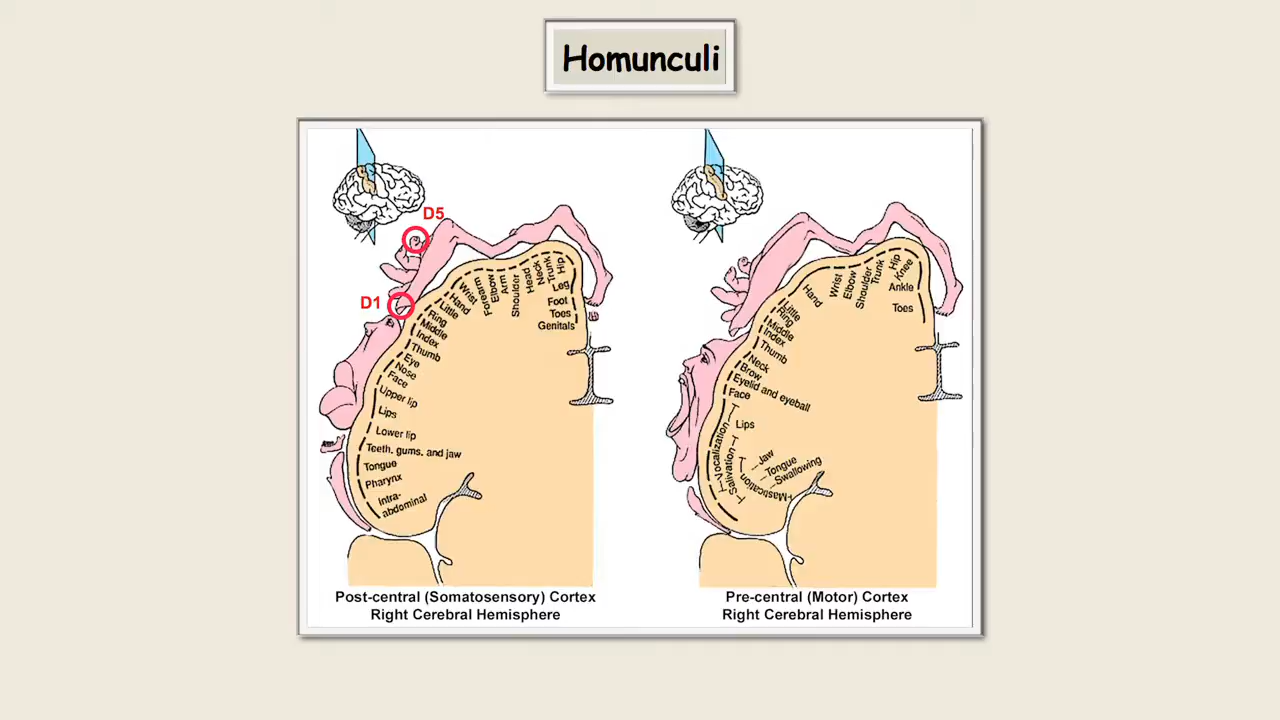 Homunculi
D5
D1
Hip
Trunk
Neck
Head
Shoulder
Arm
Elbow
Forearm
Wrist
Hand
Little
Ring
Middle
Index
Thumb
Eye
Nose
Face
Upper lip
Lips
Lower lip
Teeth, gums, and jaw
Tongue
Pharynx
Intra-
abdominal
Leg
Foot
Toes
Genitals
Post-central (Somatosensory) Cortex
Right Cerebral Hemisphere
Hip
Knee
Ankle
Toes
Trunk
Shoulder
Elbow
Wrist
Hand
Little
Ring
Middle
Index
Thumb
Neck
Brow
Eyelid and eyeball
Face
Lips
Vocalization
Salivation
Mastication
Jaw
Tongue
Swallowing
Pre-central (Motor) Cortex
Right Cerebral Hemisphere